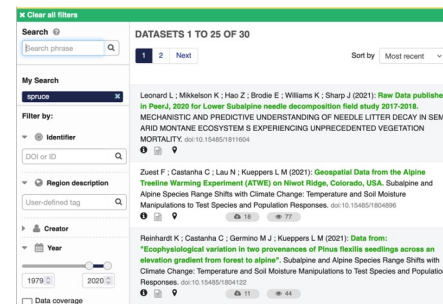 × Clear all filters
Search
Search phrase
My Search
spruce ×
Filter by:
Identifier
DOI or ID
Region description
User-defined tag
Creator
Year
1979 2020
Data coverage
DATASETS 1 TO 25 OF 30
1 2 Next
Sort by Most recent
Leonard L ; Mikkelson K ; Hao Z ; Brodie E ; Williams K ; Sharp J (2021): Raw Data publishe
in PeerJ, 2020 for Lower Subalpine needle decomposition field study 2017-2018.
MECHANISTIC AND PREDICTIVE UNDERSTANDING OF NEEDLE LITTER DECAY IN SEM
ARID MONTANE ECOSYSTEM S EXPERIENCING UNPRECEDENTED VEGETATION
MORTALITY. doi:10.15485/1811604
Zuest F ; Castanha C ; Lau N ; Kueppers L M (2021): Geospatial Data from the Alpine
Treeline Warming Experiment (ATWE) on Niwot Ridge, Colorado, USA. Subalpine and
Alpine Species Range Shifts with Climate Change: Temperature and Soil Moisture
Manipulations to Test Species and Population Responses. doi:10.15485/1804896
18 77
Reinhardt K ; Castanha C ; Germino M J ; Kueppers L M (2021): Data from:
"Ecophysiological variation in two provenances of Pinus flexilis seedlings across an
elevation gradient from forest to alpine". Subalpine and Alpine Species Range Shifts with
Climate Change: Temperature and Soil Moisture Manipulations to Test Species and Populatio
Responses. doi:10.15485/1804122
11 44